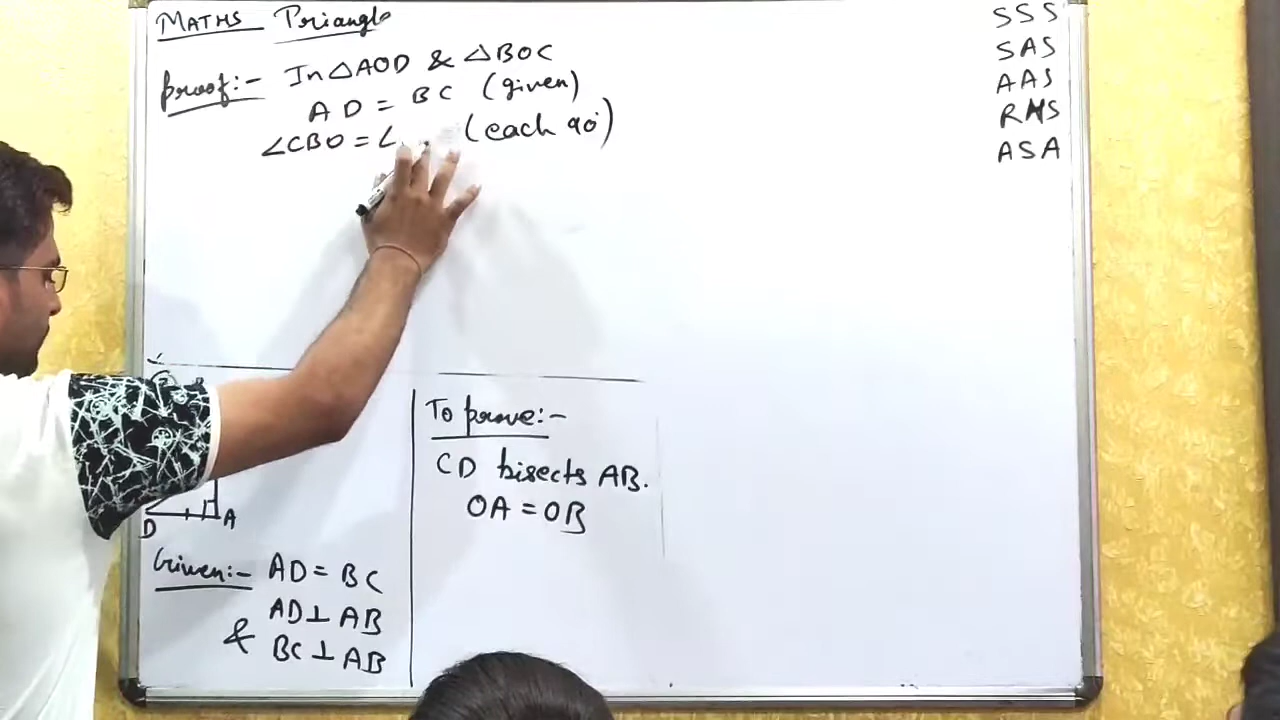 MATHS Triangle
Proof:- In △AOD & △BOC
AD = BC (given)
∠CBO = ∠ (each 90°)
SSS
SAS
AAS
RHS
ASA
D A
Given:- AD = BC
AD ⊥ AB
& BC ⊥ AB
To prove:-
CD bisects AB.
OA = OB